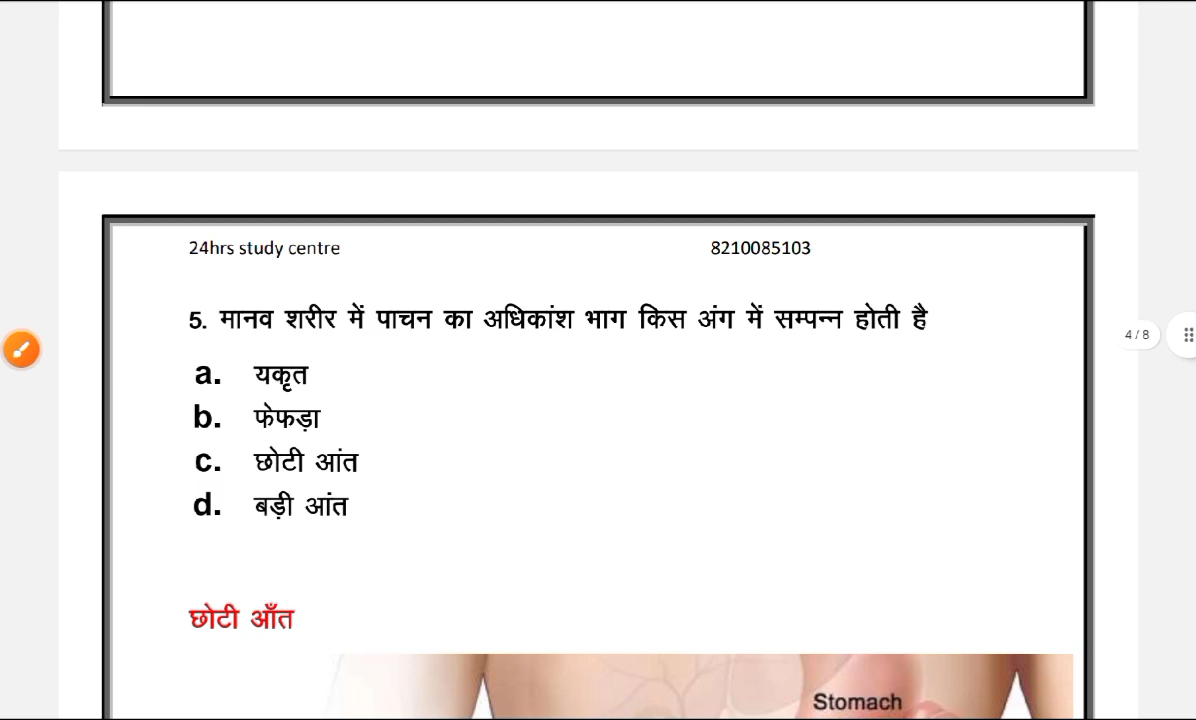 24hrs study centre 8210085103
5. मानव शरीर में पाचन का अधिकांश भाग किस अंग में सम्पन्न होती है
4 / 8
a. यकृत
b. फेफड़ा
c. छोटी आंत
d. बड़ी आंत
छोटी आँत
Stomach